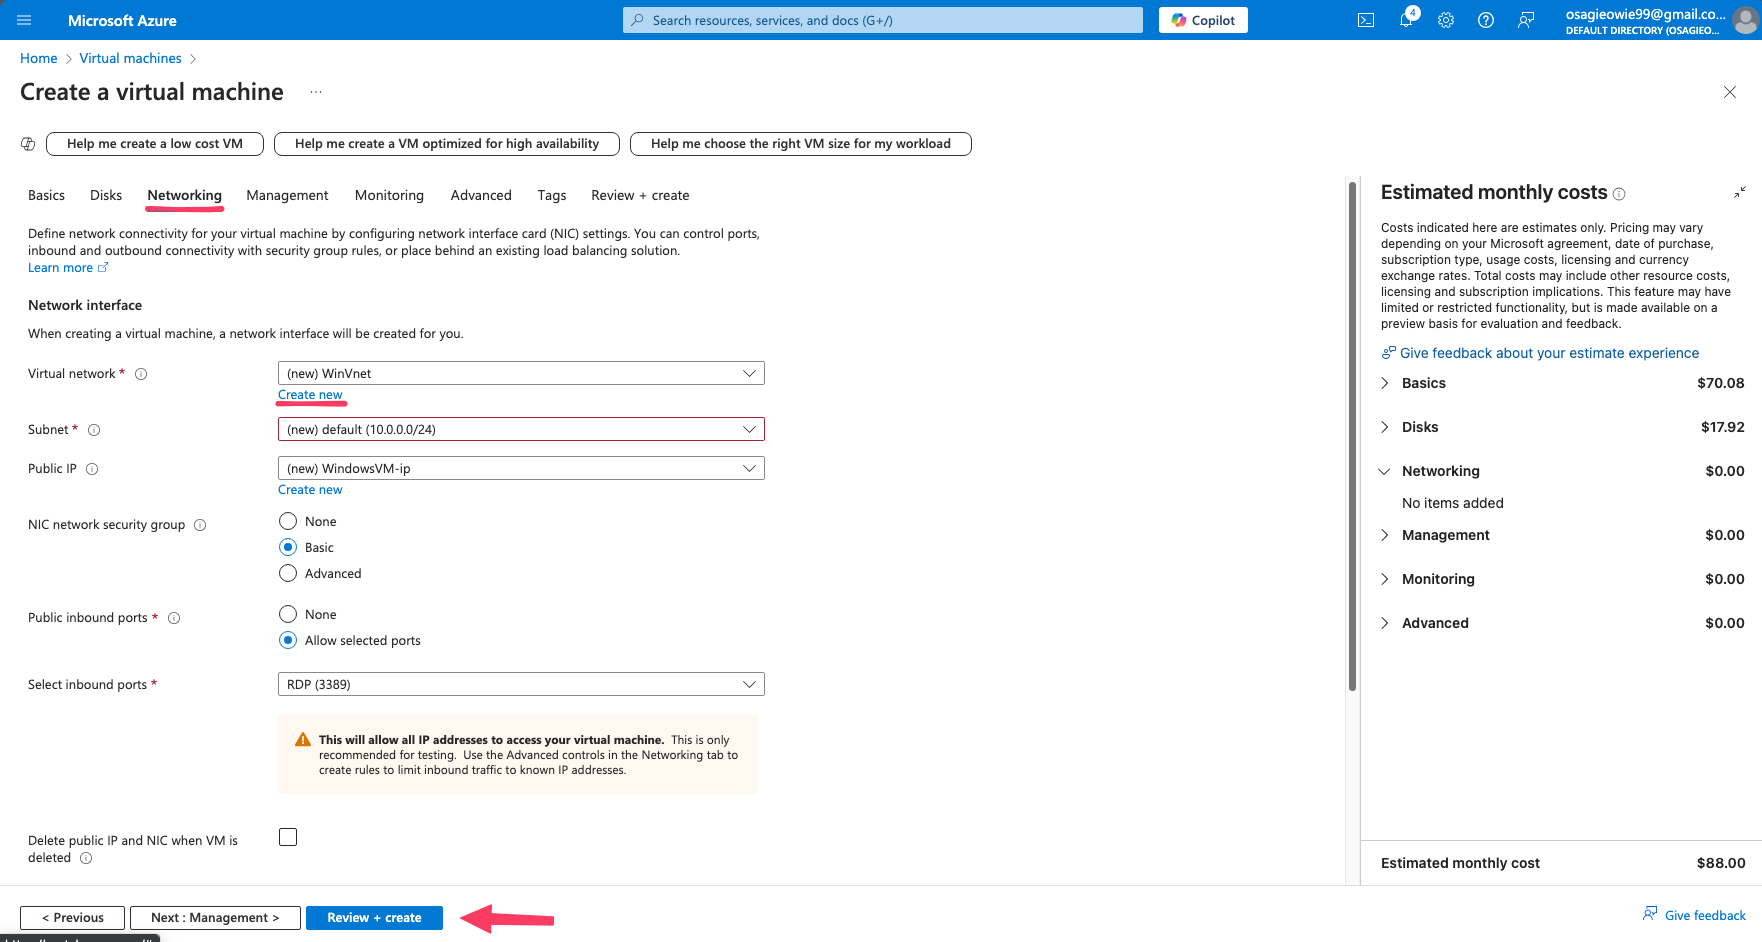 Microsoft Azure
Search resources, services, and docs (G+/)
Copilot
4
osagieowie99@gmail.co...
DEFAULT DIRECTORY (OSAGIEO...
Home > Virtual machines >
Create a virtual machine ...
Help me create a low cost VM
Help me create a VM optimized for high availability
Help me choose the right VM size for my workload
Basics Disks Networking Management Monitoring Advanced Tags Review + create
Define network connectivity for your virtual machine by configuring network interface card (NIC) settings. You can control ports,
inbound and outbound connectivity with security group rules, or place behind an existing load balancing solution.
Learn more
Network interface
When creating a virtual machine, a network interface will be created for you.
Virtual network *
(new) WinVnet
Create new
Subnet *
(new) default (10.0.0.0/24)
Public IP
(new) WindowsVM-ip
Create new
NIC network security group
None
Basic
Advanced
Public inbound ports *
None
Allow selected ports
Select inbound ports *
RDP (3389)
This will allow all IP addresses to access your virtual machine. This is only
recommended for testing. Use the Advanced controls in the Networking tab to
create rules to limit inbound traffic to known IP addresses.
Delete public IP and NIC when VM is
deleted
< Previous
Next : Management >
Review + create
Estimated monthly costs
Costs indicated here are estimates only. Pricing may vary
depending on your Microsoft agreement, date of purchase,
subscription type, usage costs, licensing and currency
exchange rates. Total costs may include other resource costs,
licensing and subscription implications. This feature may have
limited or restricted functionality, but is made available on a
preview basis for evaluation and feedback.
Give feedback about your estimate experience
Basics $70.08
Disks $17.92
Networking $0.00
No items added
Management $0.00
Monitoring $0.00
Advanced $0.00
Estimated monthly cost $88.00
Give feedback